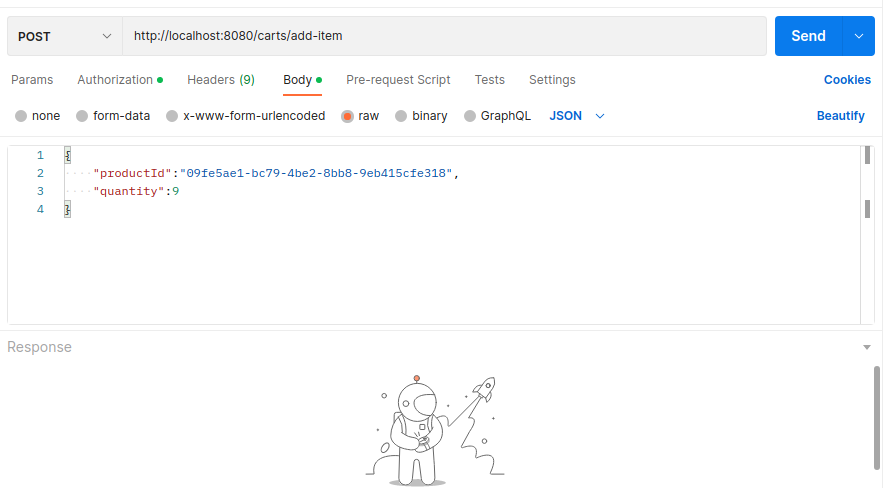 POST http://localhost:8080/carts/add-item Send
Params Authorization Headers (9) Body Pre-request Script Tests Settings Cookies
none form-data x-www-form-urlencoded raw binary GraphQL JSON Beautify
1 {
2 "productId":"09fe5ae1-bc79-4be2-8bb8-9eb415cfe318",
3 "quantity":9
4 }
Response